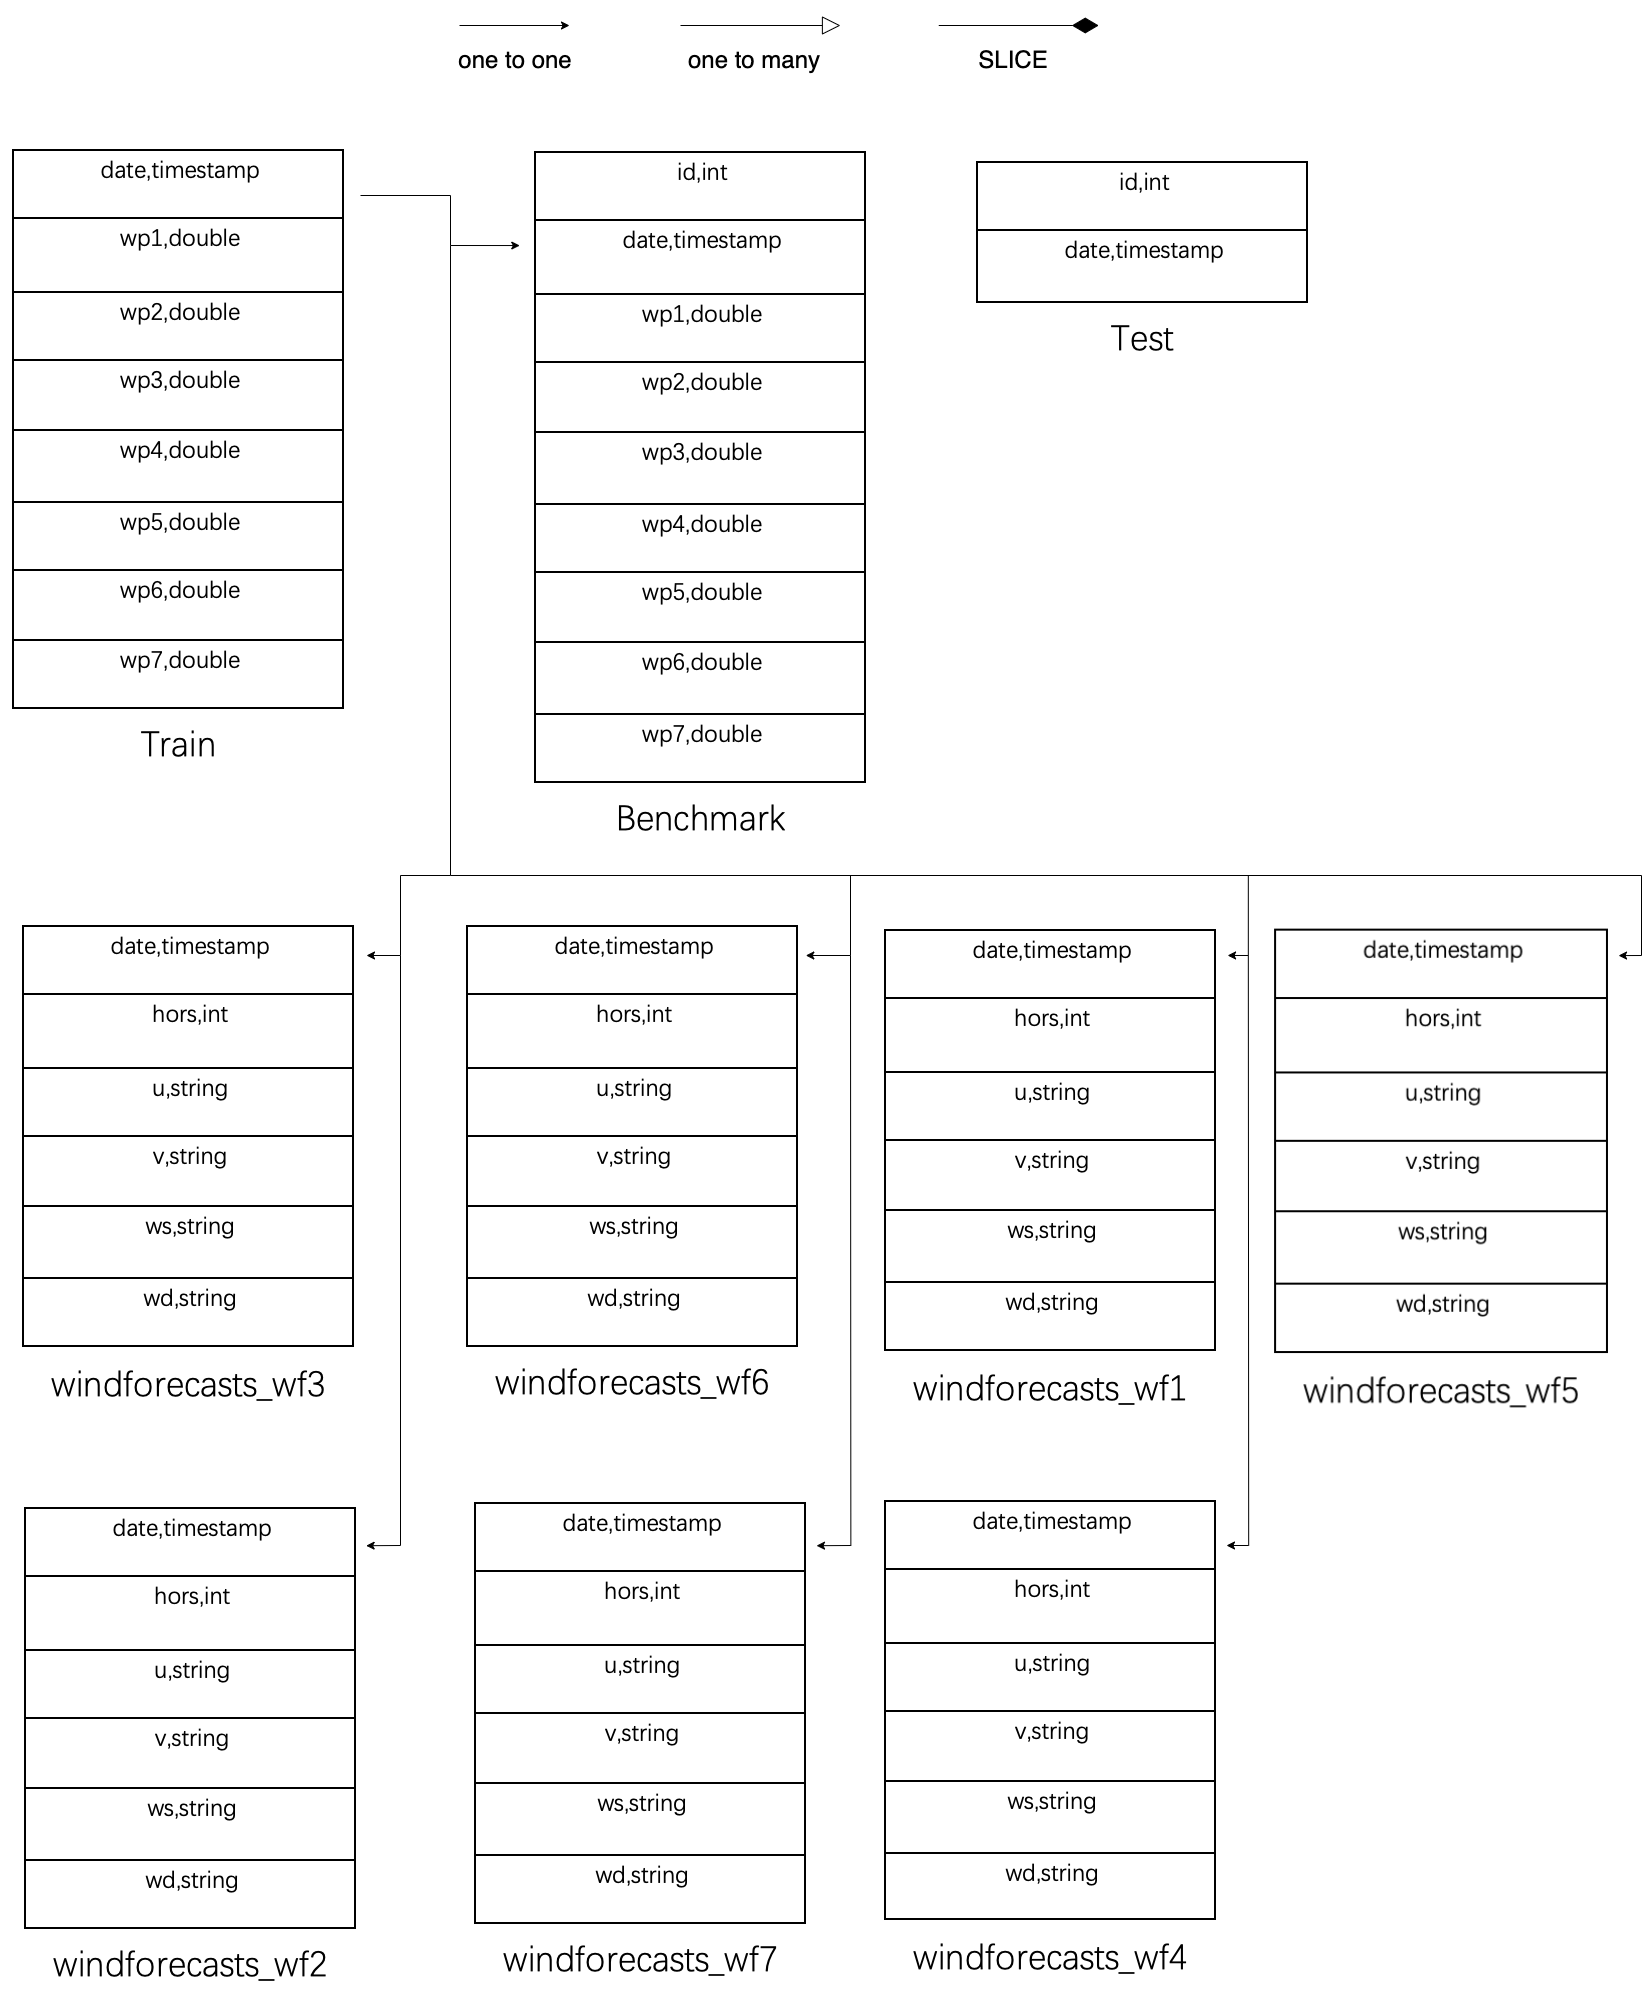 one to one
one to many
SLICE
date,timestamp
wp1,double
wp2,double
wp3,double
wp4,double
wp5,double
wp6,double
wp7,double
Train
id,int
date,timestamp
wp1,double
wp2,double
wp3,double
wp4,double
wp5,double
wp6,double
wp7,double
Benchmark
id,int
date,timestamp
Test
date,timestamp
hors,int
u,string
v,string
ws,string
wd,string
windforecasts_wf3
date,timestamp
hors,int
u,string
v,string
ws,string
wd,string
windforecasts_wf6
date,timestamp
hors,int
u,string
v,string
ws,string
wd,string
windforecasts_wf1
date,timestamp
hors,int
u,string
v,string
ws,string
wd,string
windforecasts_wf5
date,timestamp
hors,int
u,string
v,string
ws,string
wd,string
windforecasts_wf2
date,timestamp
hors,int
u,string
v,string
ws,string
wd,string
windforecasts_wf7
date,timestamp
hors,int
u,string
v,string
ws,string
wd,string
windforecasts_wf4